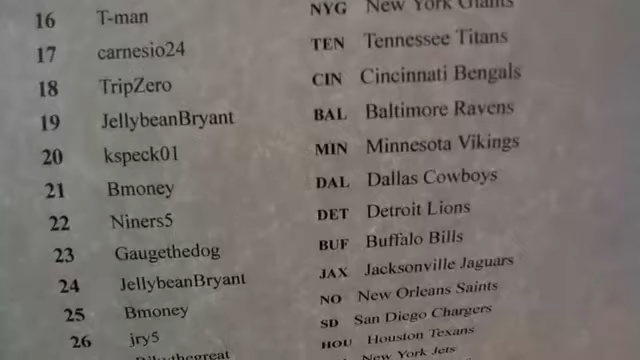 16 T-man NYG New York Giants
17 carnesio24 TEN Tennessee Titans
18 TripZero CIN Cincinnati Bengals
19 JellybeanBryant BAL Baltimore Ravens
20 kspeck01 MIN Minnesota Vikings
21 Bmoney DAL Dallas Cowboys
22 Niners5 DET Detroit Lions
23 Gaugethedog BUF Buffalo Bills
24 JellybeanBryant JAX Jacksonville Jaguars
25 Bmoney NO New Orleans Saints
26 jry5 SD San Diego Chargers
HOU Houston Texans
New York Jets